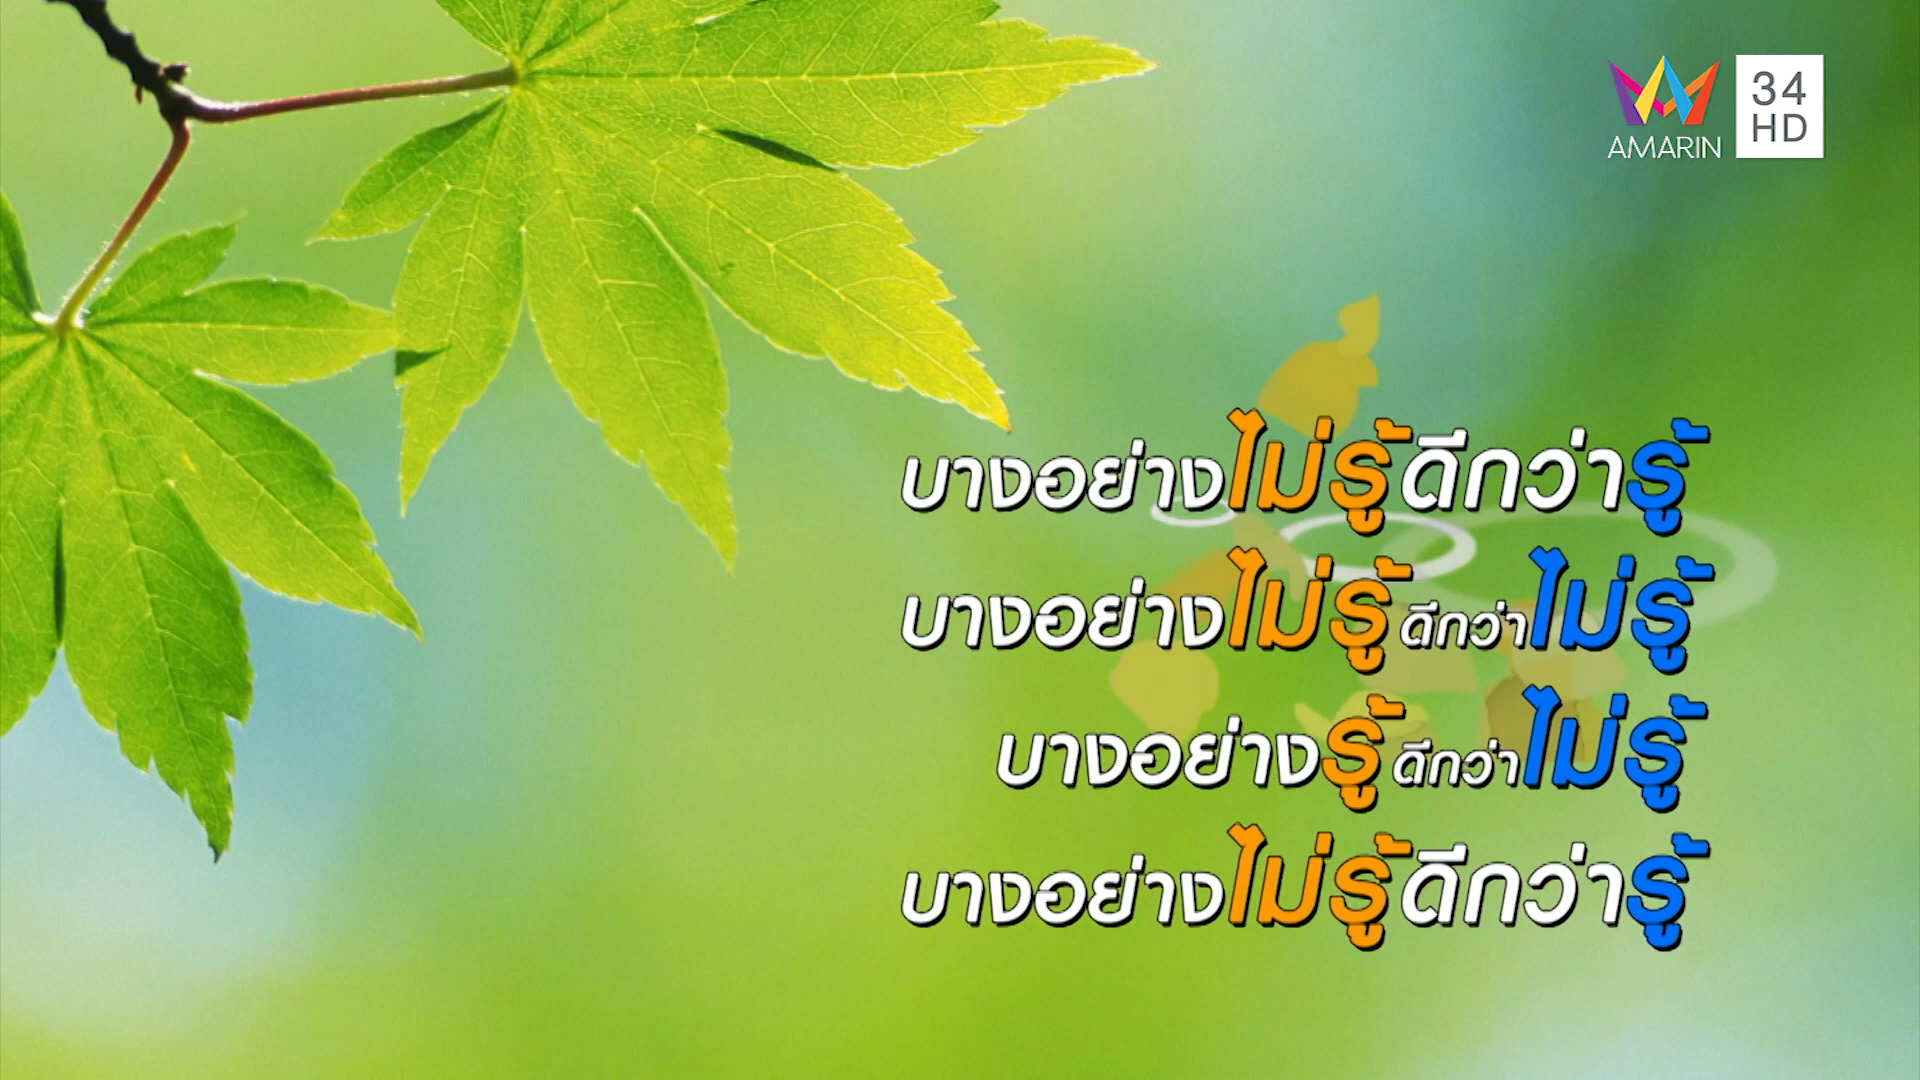 AMARIN
34
HD
บางอย่างไม่รู้ดีกว่ารู้
บางอย่างไม่รู้ ดีกว่าไม่รู้
บางอย่างรู้ ดีกว่าไม่รู้
บางอย่างไม่รู้ดีกว่ารู้